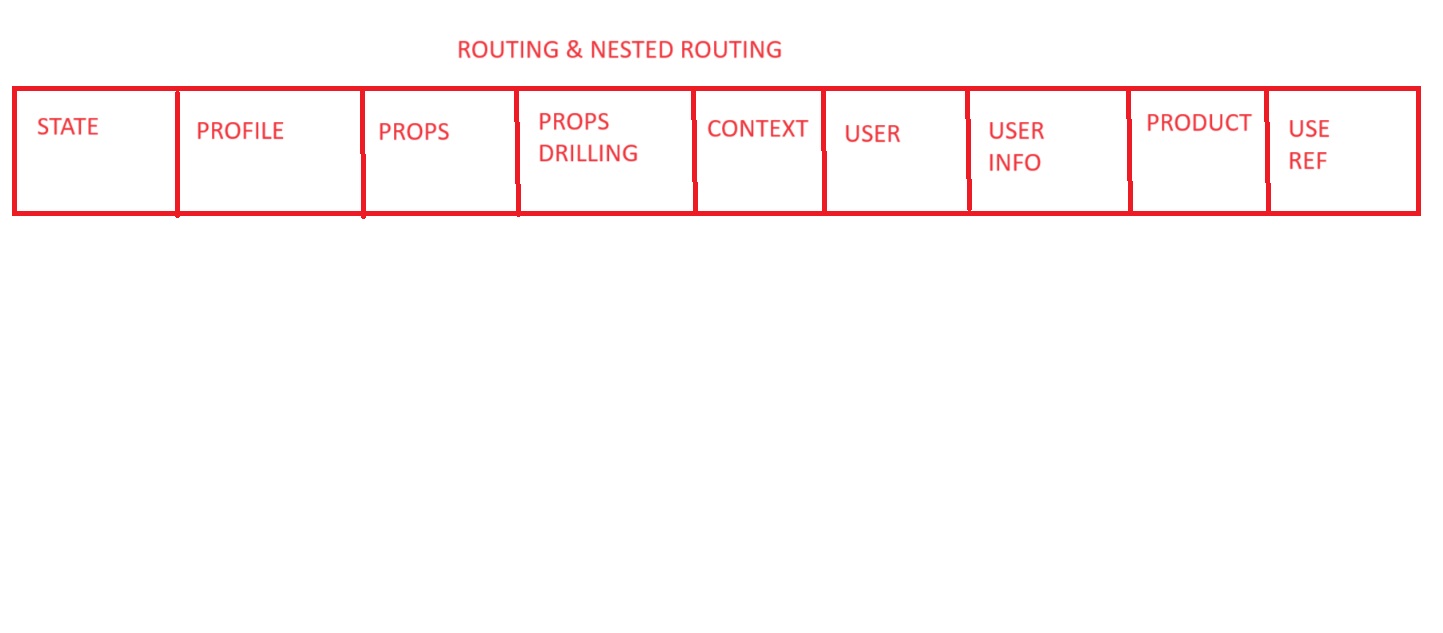 ROUTING & NESTED ROUTING
STATE
PROFILE
PROPS
PROPS
DRILLING
CONTEXT
USER
USER
INFO
PRODUCT
USE
REF